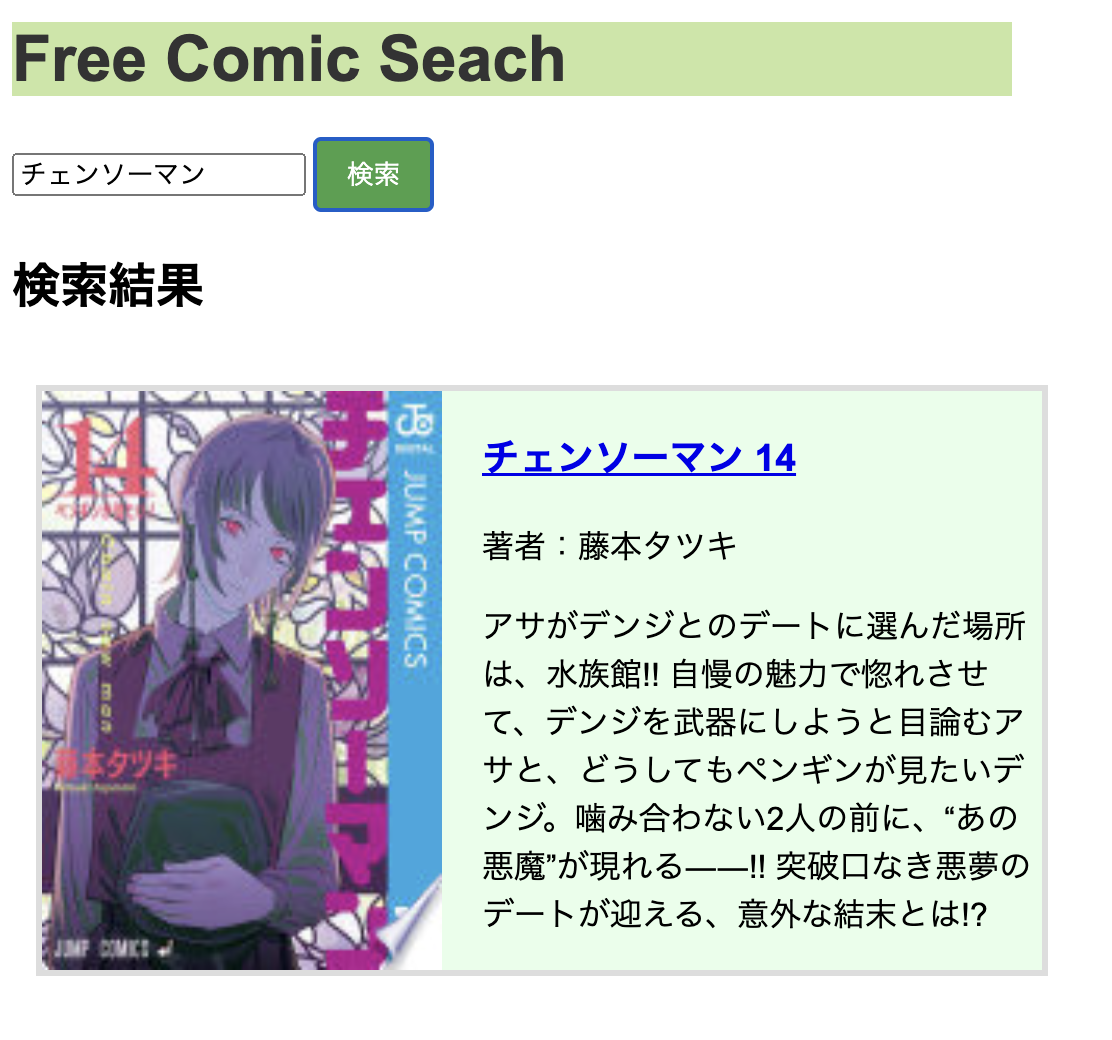 Free Comic Seach
チェンソーマン
検索
検索結果
14
チェンソーマン
DIGITAL
JUMP COMICS
藤本タツキ
JUMP COMICS
チェンソーマン 14
著者：藤本タツキ
アサがデンジとのデートに選んだ場所
は、水族館!! 自慢の魅力で惚れさせ
て、デンジを武器にしようと目論むア
サと、どうしてもペンギンが見たいデ
ンジ。噛み合わない2人の前に、“あの
悪魔”が現れる――!! 突破口なき悪夢の
デートが迎える、意外な結末とは!?